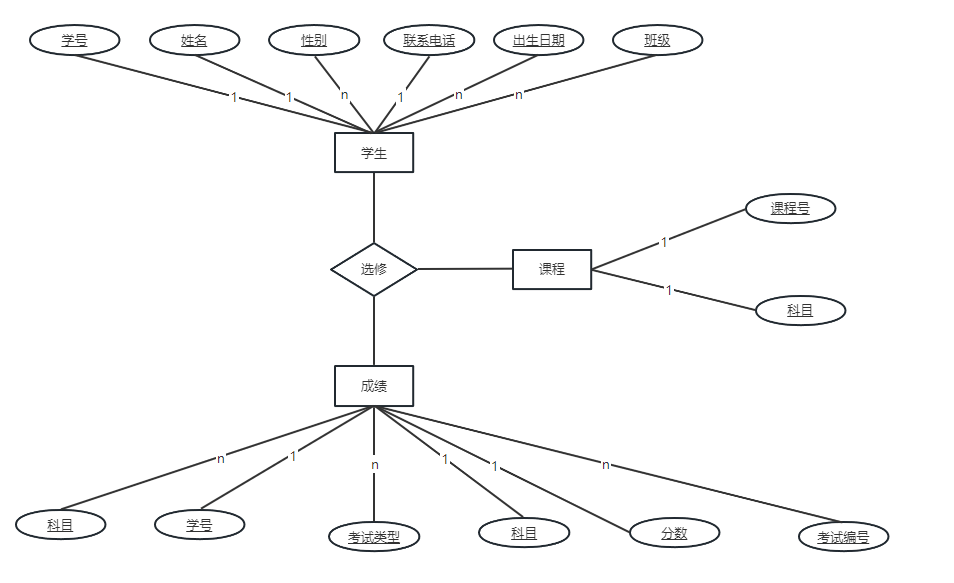 学号
姓名
性别
联系电话
出生日期
班级
1
1
n
1
n
n
学生
选修
课程
课程号
1
1
科目
成绩
n
1
n
1
1
n
科目
学号
考试类型
科目
分数
考试编号